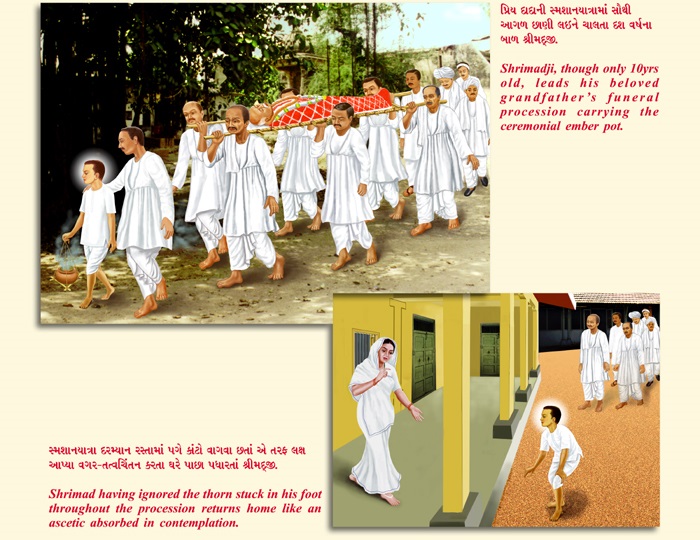 પ્રિય દાદાની સ્મશાનયાત્રામાં સૌથી
આગળ છાણી લઇને ચાલતા દશ વર્ષના
બાળ શ્રીમદ્જી.
Shrimadji, though only 10yrs
old, leads his beloved
grandfather's funeral
procession carrying the
ceremonial ember pot.
સ્મશાનયાત્રા દરમ્યાન રસ્તામાં પગે કાંટો વાગવા છતાં એ તરફ લક્ષ
આપ્યા વગર-તત્વચિંતન કરતા ઘરે પાછા પધારતાં શ્રીમદ્જી.
Shrimad having ignored the thorn stuck in his foot
throughout the procession returns home like an
ascetic absorbed in contemplation.